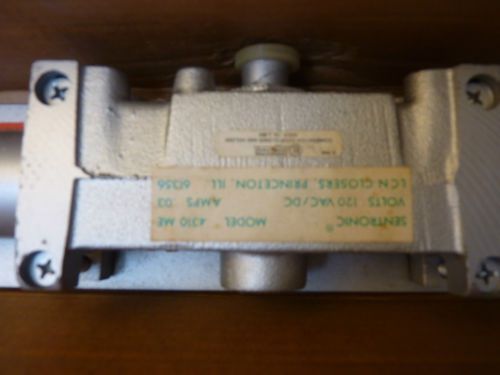 SENTRONIC®
MODEL 4310 ME
VOLTS 120 VAC/DC AMPS .03
LCN CLOSERS, PRINCETON, ILL. 61356